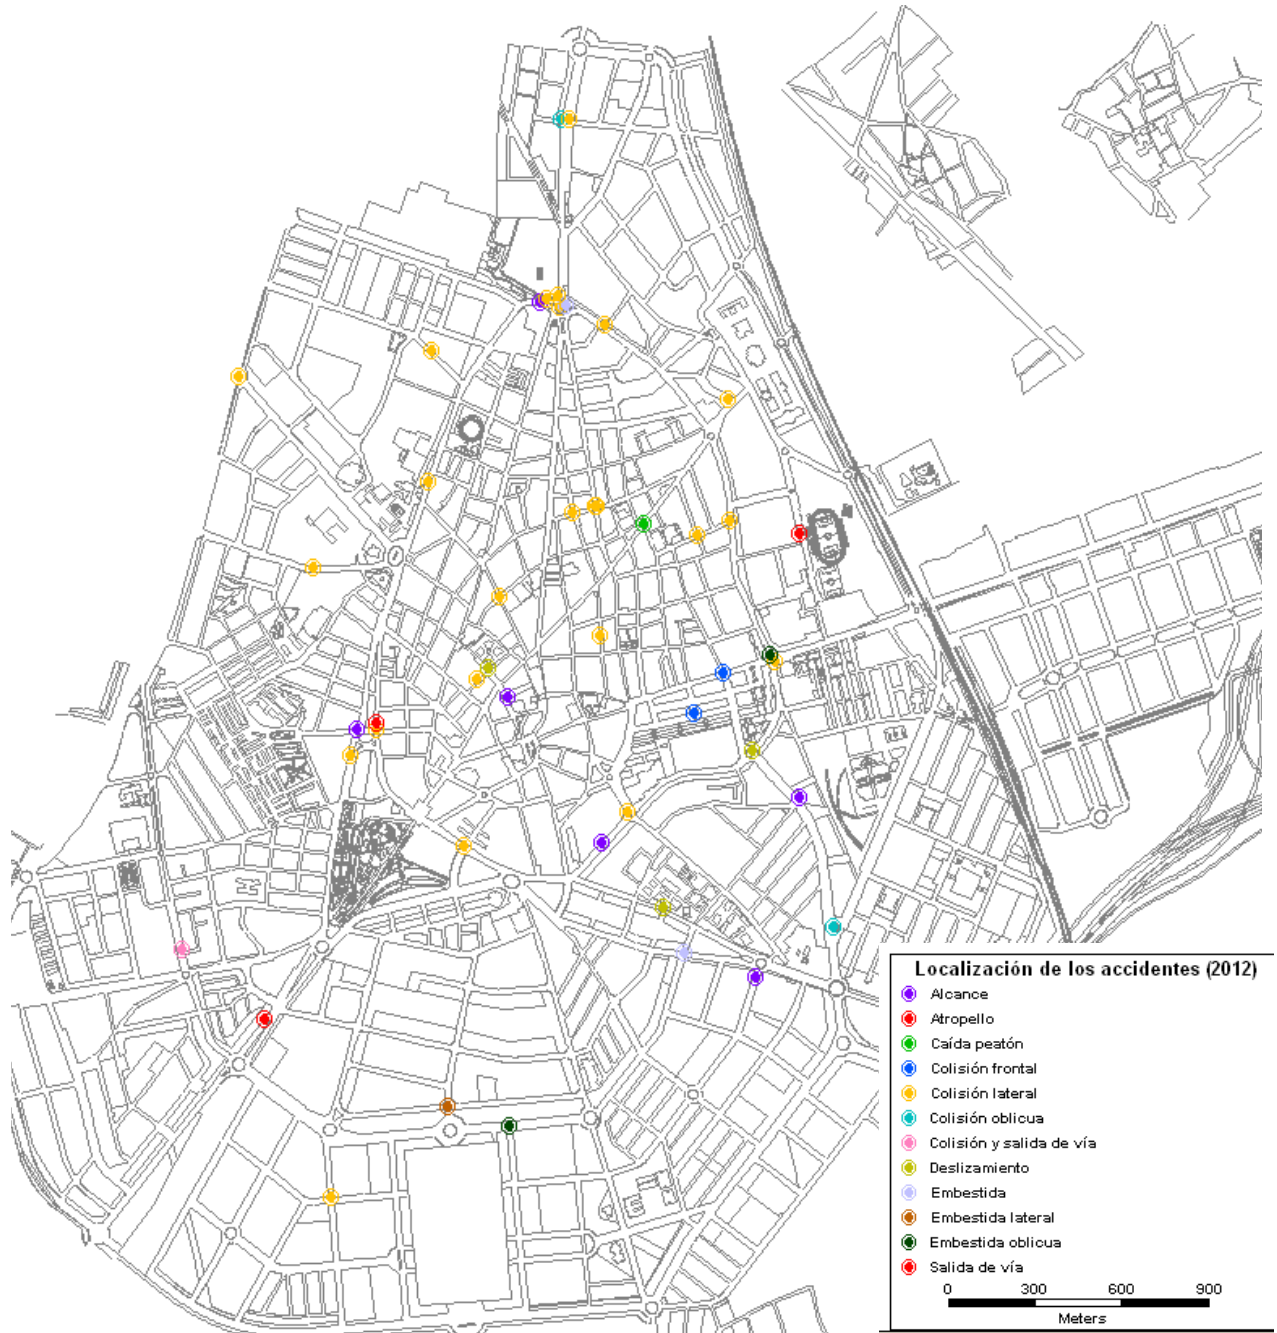 Localización de los accidentes (2012)
Alcance
Atropello
Caída peatón
Colisión frontal
Colisión lateral
Colisión oblicua
Colisión y salida de vía
Deslizamiento
Embestida
Embestida lateral
Embestida oblicua
Salida de vía
0 300 600 900
Meters